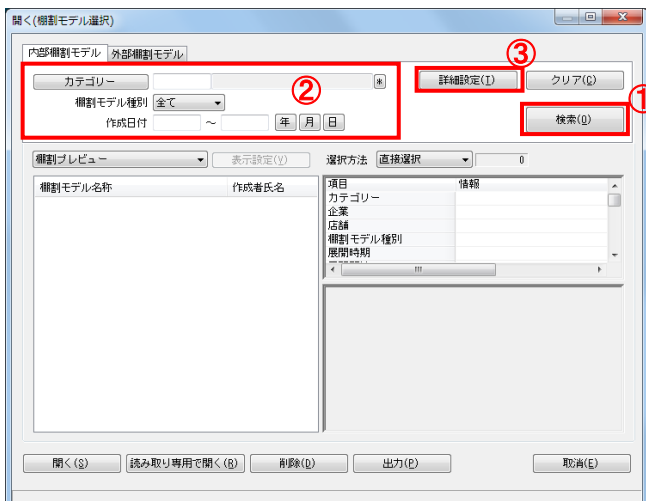 開く(棚割モデル選択)
内部棚割モデル 外部棚割モデル
③
カテゴリー * 詳細設定(I) クリア(C)
②
①
棚割モデル種別 全て
検索(Q)
作成日付 ~ 年 月 日
棚割プレビュー 表示設定(V) 選択方法 直接選択 0
棚割モデル名称 作成者氏名 項目 情報
カテゴリー
企業
店舗
棚割モデル種別
展開時期
開く(S) 読み取り専用で開く(R) 削除(D) 出力(P) 取消(E)